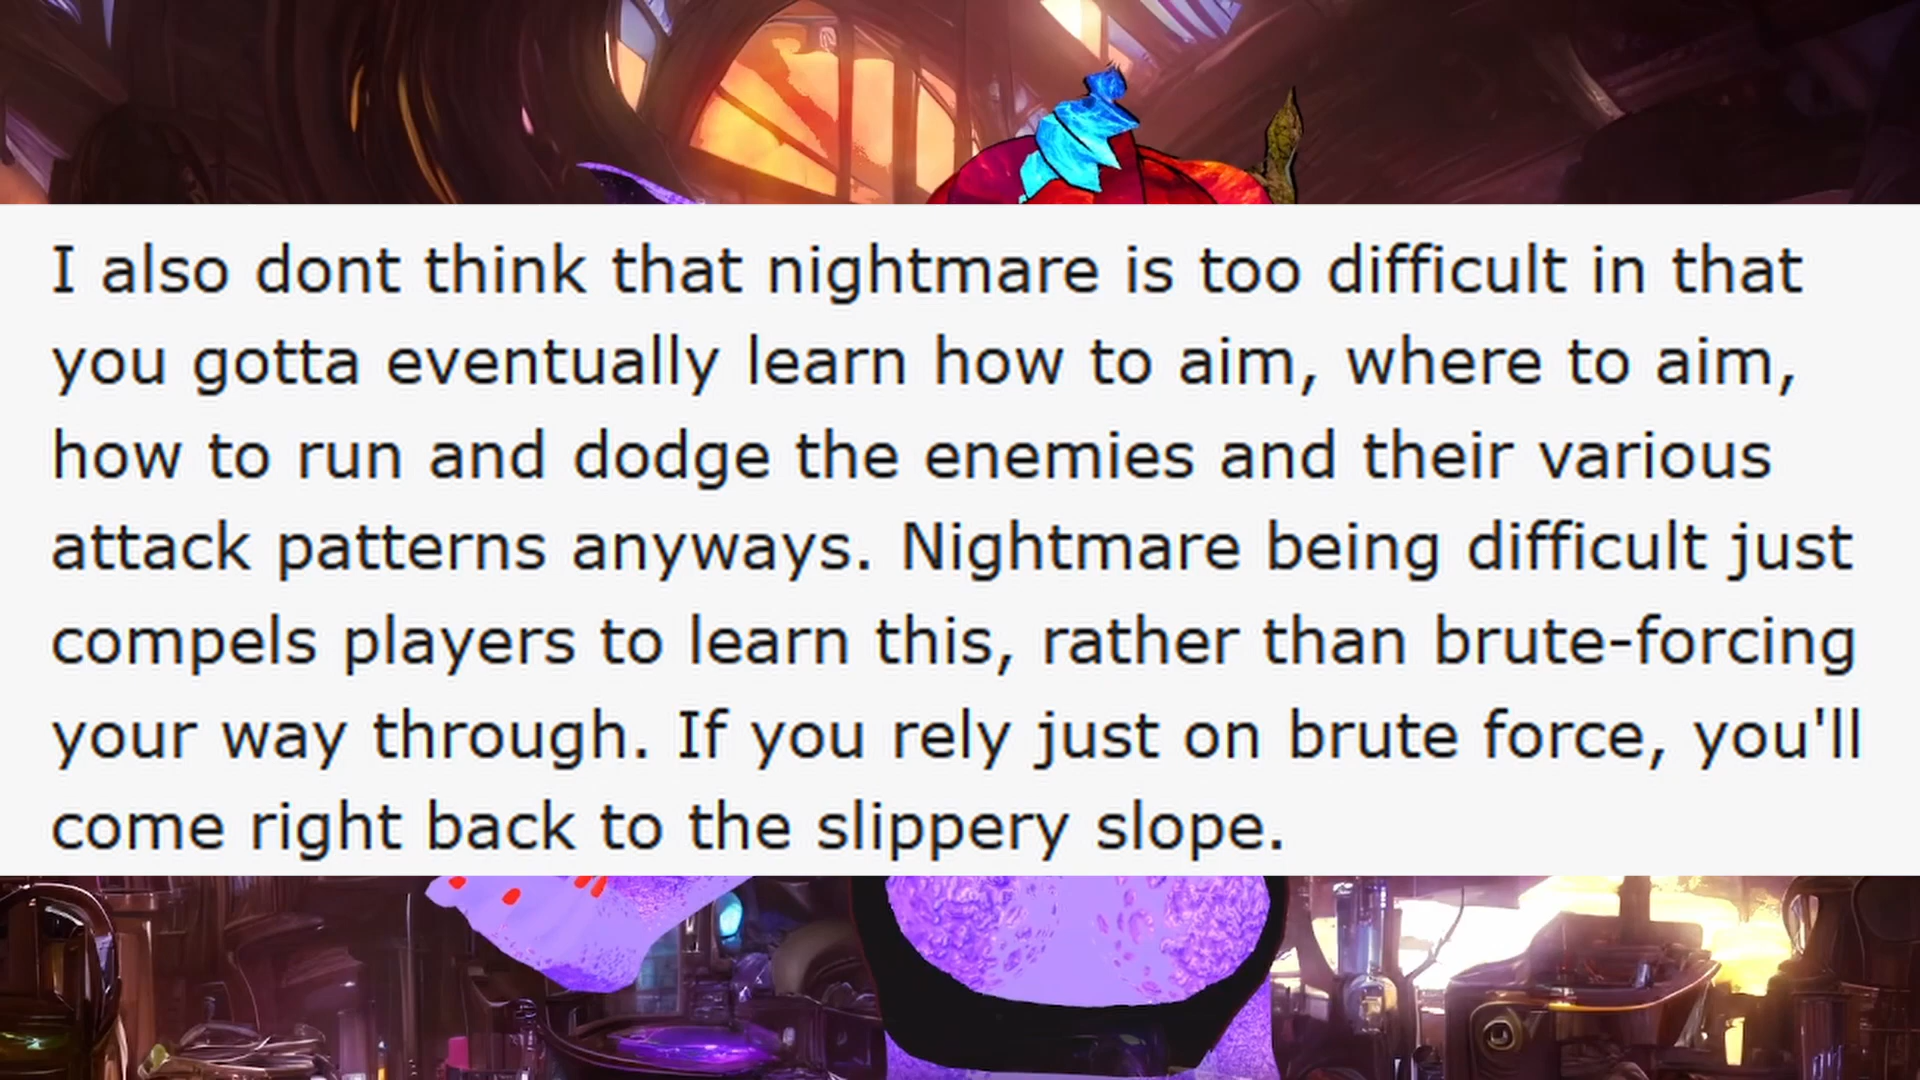 I also dont think that nightmare is too difficult in that
you gotta eventually learn how to aim, where to aim,
how to run and dodge the enemies and their various
attack patterns anyways. Nightmare being difficult just
compels players to learn this, rather than brute-forcing
your way through. If you rely just on brute force, you'll
come right back to the slippery slope.